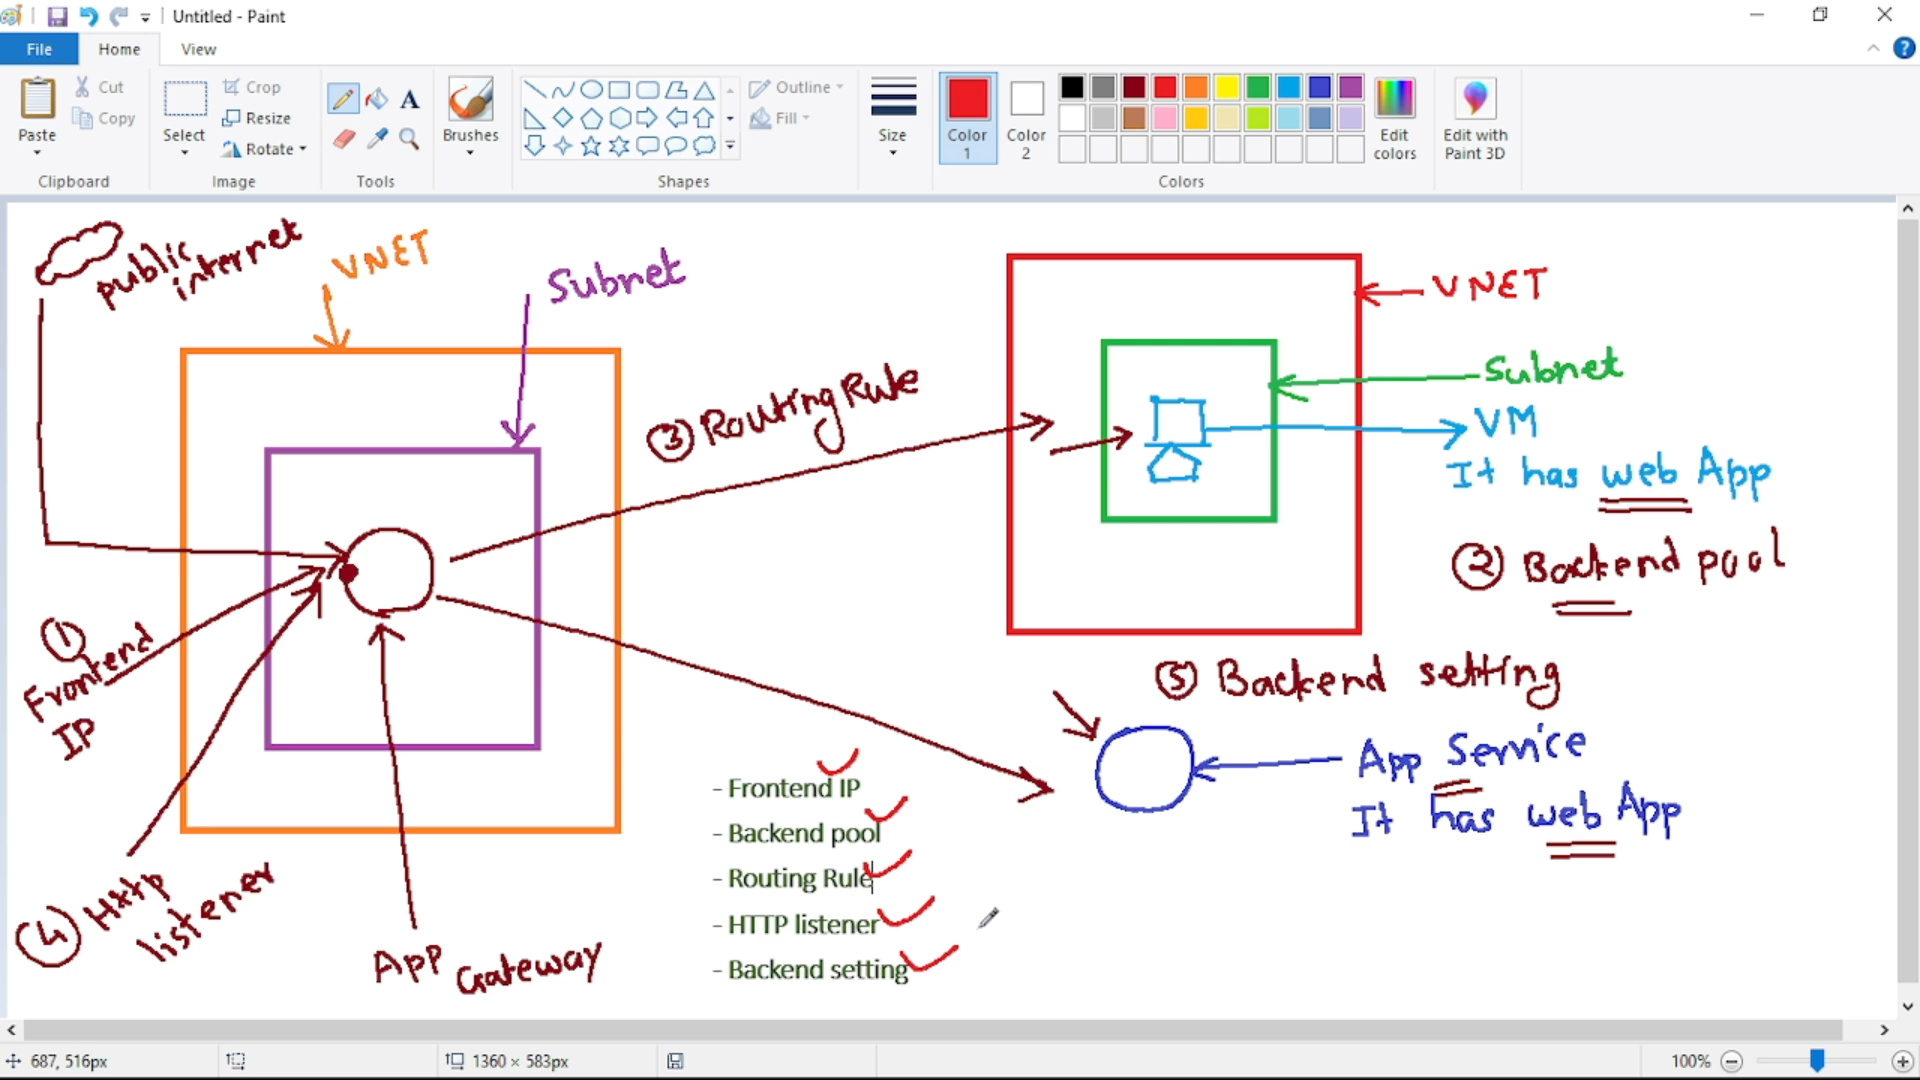 Untitled - Paint
File
Home
View
Paste
Cut
Copy
Clipboard
Select
Crop
Resize
Rotate
Image
A
Tools
Brushes
Shapes
Outline
Fill
Size
Color 1
Color 2
Edit colors
Edit with Paint 3D
Colors
public internet
VNET
Subnet
③ Routing Rule
VNET
Subnet
VM
It has web App
② Backend pool
① Frontend IP
⑤ Backend setting
App Service
It has web App
④ Http listener
App Gateway
- Frontend IP
- Backend pool
- Routing Rule
- HTTP listener
- Backend setting
687, 516px
1360 × 583px
100%